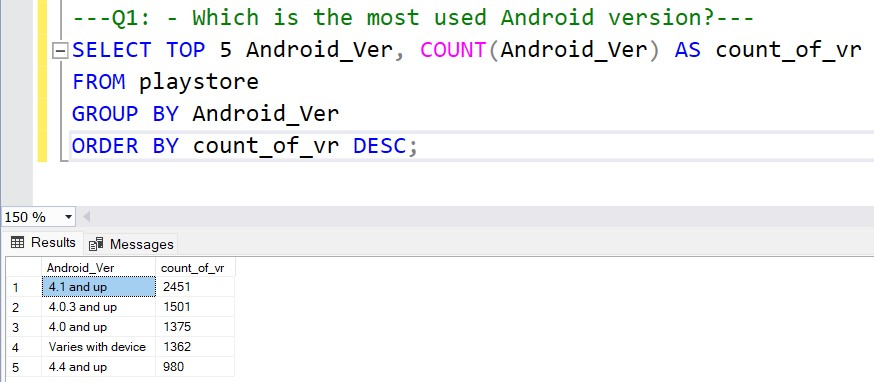 ---Q1: - Which is the most used Android version?---
SELECT TOP 5 Android_Ver, COUNT(Android_Ver) AS count_of_vr
FROM playstore
GROUP BY Android_Ver
ORDER BY count_of_vr DESC;
150 %
Results Messages
Android_Ver count_of_vr
1 4.1 and up 2451
2 4.0.3 and up 1501
3 4.0 and up 1375
4 Varies with device 1362
5 4.4 and up 980